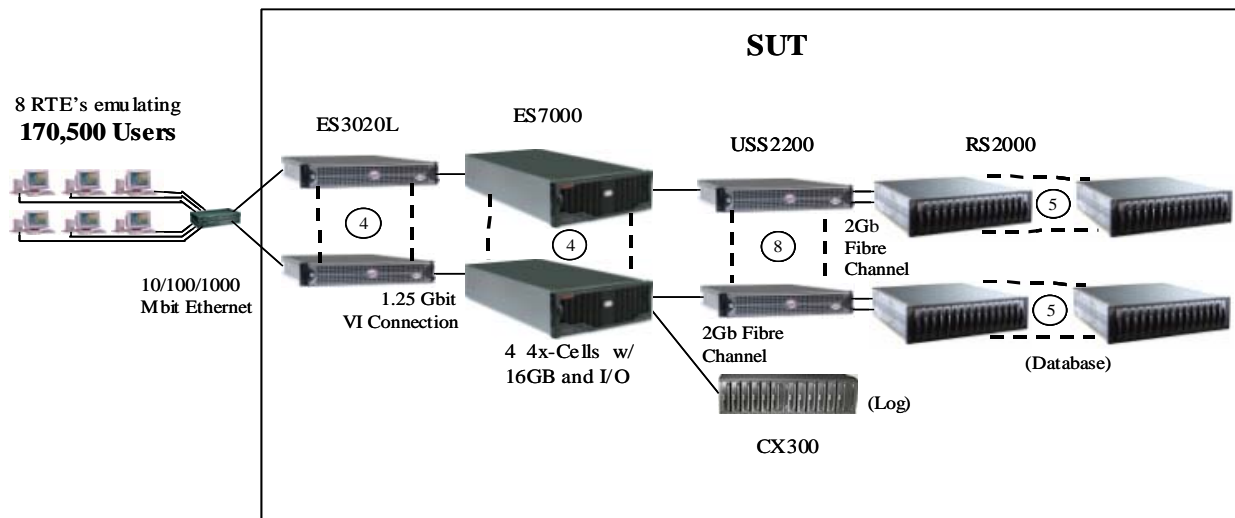 SUT
8 RTE's emulating
170,500 Users
ES3020L
ES7000
USS2200
RS2000
4
4
8
5
2Gb
Fibre
Channel
10/100/1000
Mbit Ethernet
1.25 Gbit
VI Connection
2Gb Fibre
Channel
5
4 4x-Cells w/
16GB and I/O
(Database)
(Log)
CX300